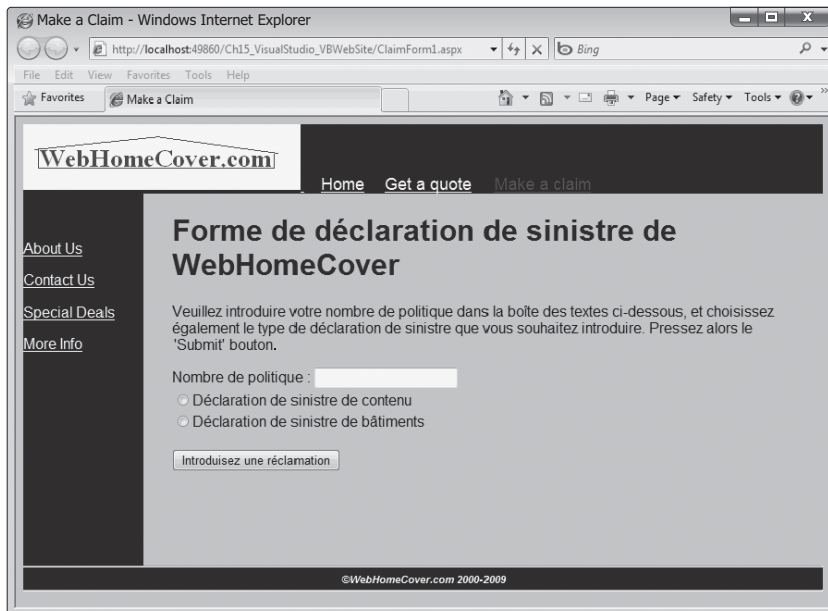 Make a Claim - Windows Internet Explorer
http://localhost:49860/Ch15_VisualStudio_VBWebSite/ClaimForm1.aspx
Bing
File Edit View Favorites Tools Help
Favorites
Make a Claim
Page Safety Tools
WebHomeCover.com
Home Get a quote Make a claim
About Us
Contact Us
Special Deals
More Info
Forme de déclaration de sinistre de
WebHomeCover
Veuillez introduire votre nombre de politique dans la boîte des textes ci-dessous, et choisissez
également le type de déclaration de sinistre que vous souhaitez introduire. Pressez alors le
'Submit' bouton.
Nombre de politique :
Déclaration de sinistre de contenu
Déclaration de sinistre de bâtiments
Introduisez une réclamation
©WebHomeCover.com 2000-2009